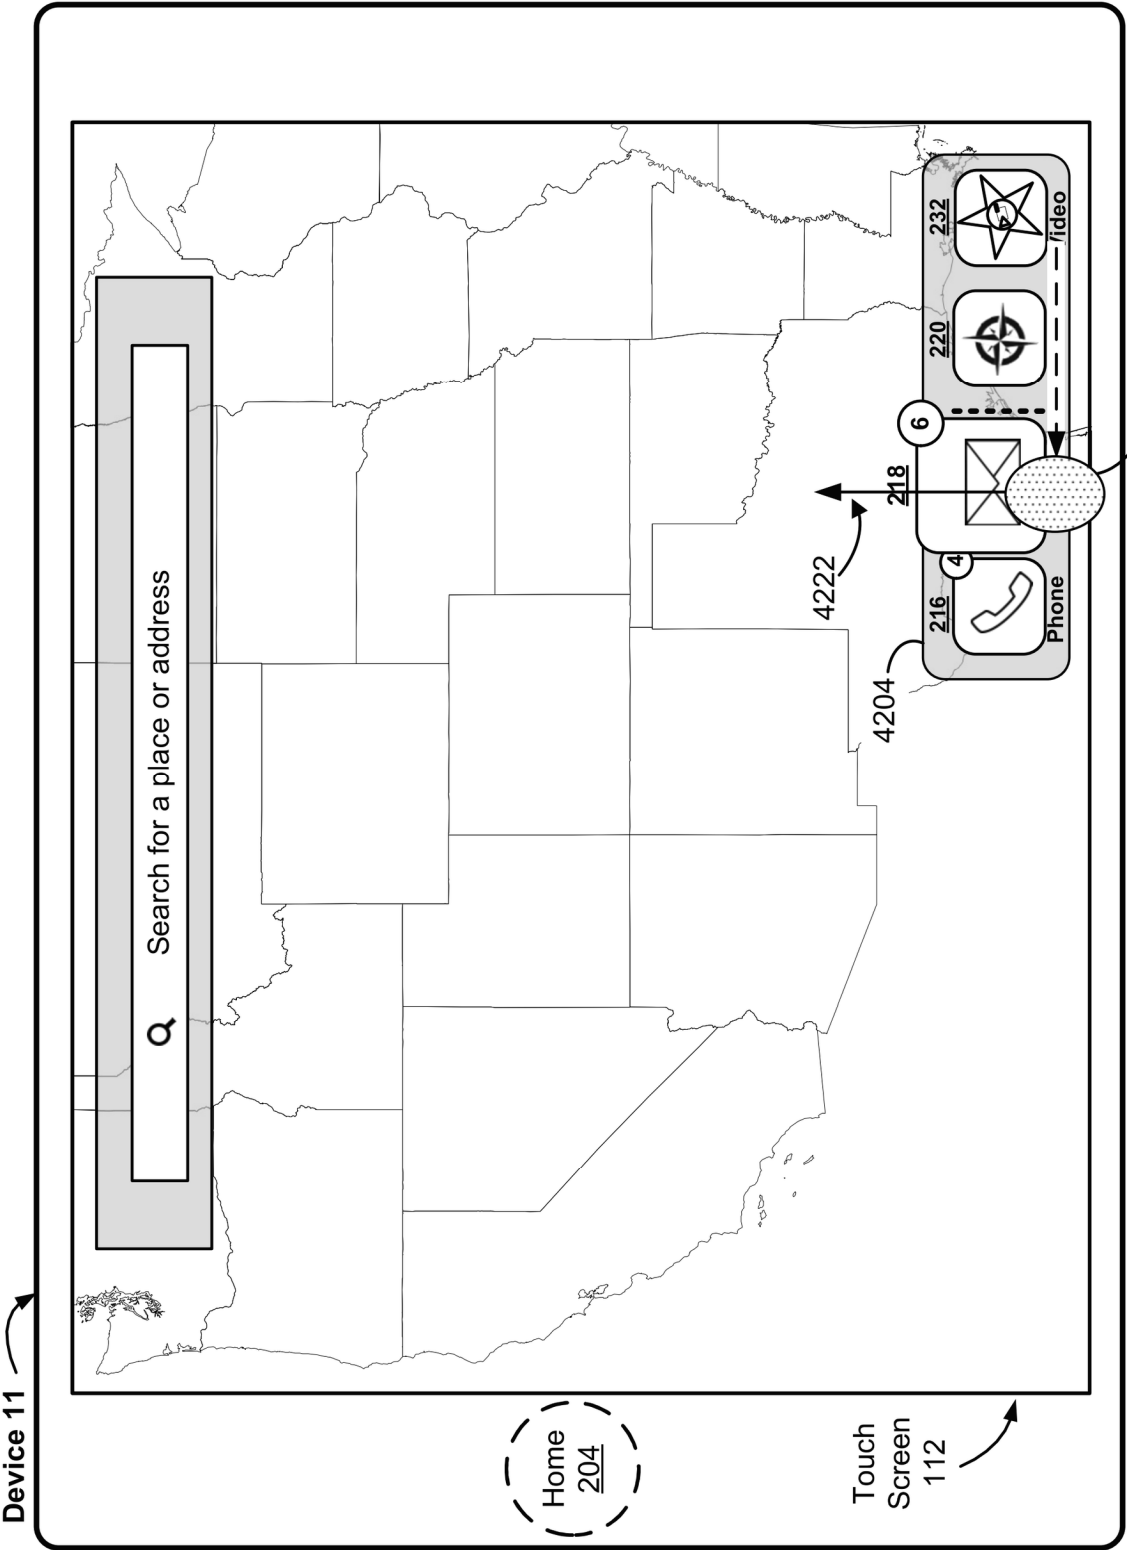 Device 11
Search for a place or address
Home
204
Touch
Screen
112
4204
4222
216
4
Phone
218
6
220
232
Video